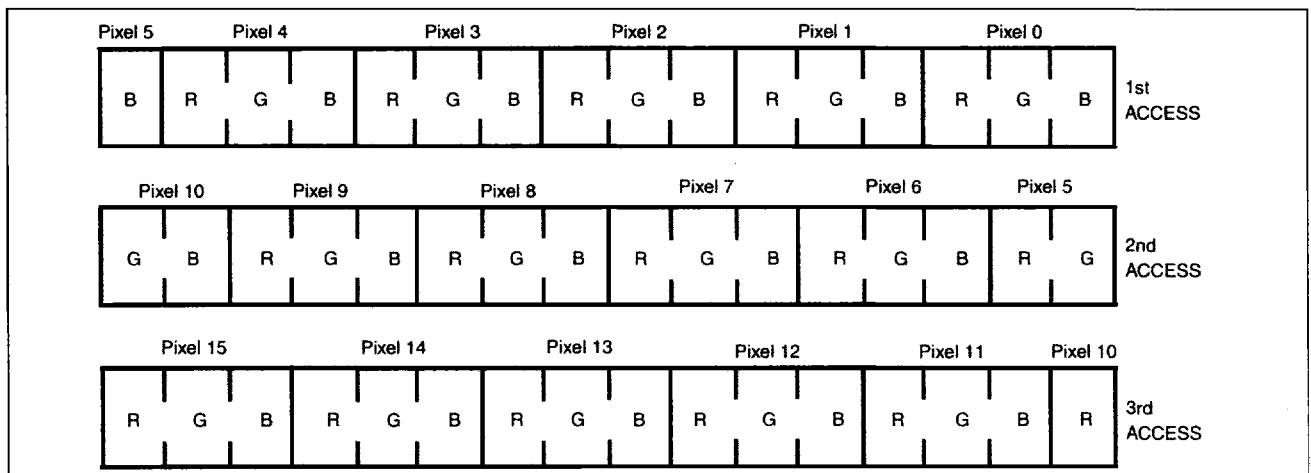 Pixel 5 Pixel 4 Pixel 3 Pixel 2 Pixel 1 Pixel 0
B R G B R G B R G B R G B R G B 1st ACCESS
Pixel 10 Pixel 9 Pixel 8 Pixel 7 Pixel 6 Pixel 5
G B R G B R G B R G B R G B R G 2nd ACCESS
Pixel 15 Pixel 14 Pixel 13 Pixel 12 Pixel 11 Pixel 10
R G B R G B R G B R G B R G B R 3rd ACCESS